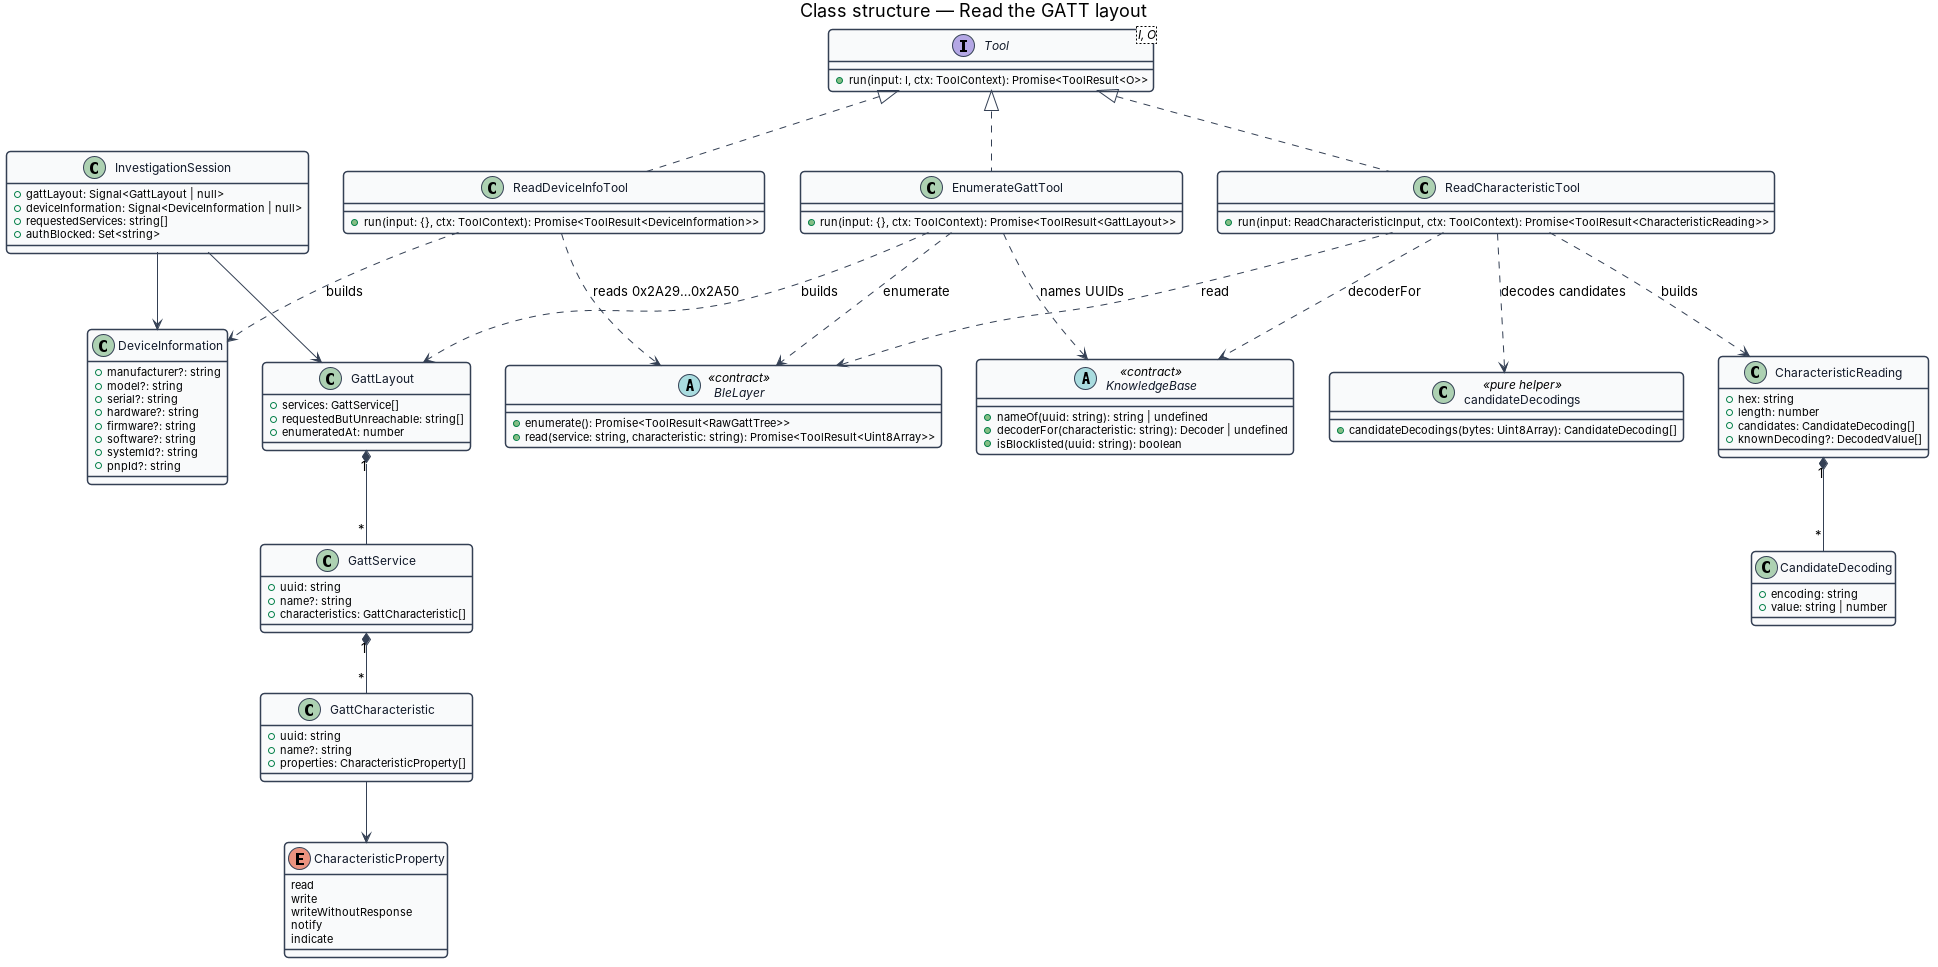 Class structure — Read the GATT layout
I
Tool
I, O
run(input: I, ctx: ToolContext): Promise<ToolResult<O>>
C
InvestigationSession
gattLayout: Signal<GattLayout | null>
deviceInformation: Signal<DeviceInformation | null>
requestedServices: string[]
authBlocked: Set<string>
C
ReadDeviceInfoTool
run(input: {}, ctx: ToolContext): Promise<ToolResult<DeviceInformation>>
C
EnumerateGattTool
run(input: {}, ctx: ToolContext): Promise<ToolResult<GattLayout>>
C
ReadCharacteristicTool
run(input: ReadCharacteristicInput, ctx: ToolContext): Promise<ToolResult<CharacteristicReading>>
builds
reads 0x2A29...0x2A50
builds
enumerate
names UUIDs
read
decoderFor
decodes candidates
builds
C
DeviceInformation
manufacturer?: string
model?: string
serial?: string
hardware?: string
firmware?: string
software?: string
systemId?: string
pnpId?: string
C
GattLayout
services: GattService[]
requestedButUnreachable: string[]
enumeratedAt: number
A
«contract»
BleLayer
enumerate(): Promise<ToolResult<RawGattTree>>
read(service: string, characteristic: string): Promise<ToolResult<Uint8Array>>
A
«contract»
KnowledgeBase
nameOf(uuid: string): string | undefined
decoderFor(characteristic: string): Decoder | undefined
isBlocklisted(uuid: string): boolean
C
«pure helper»
candidateDecodings
candidateDecodings(bytes: Uint8Array): CandidateDecoding[]
C
CharacteristicReading
hex: string
length: number
candidates: CandidateDecoding[]
knownDecoding?: DecodedValue[]
1
*
1
*
C
GattService
uuid: string
name?: string
characteristics: GattCharacteristic[]
C
CandidateDecoding
encoding: string
value: string | number
1
*
C
GattCharacteristic
uuid: string
name?: string
properties: CharacteristicProperty[]
E
CharacteristicProperty
read
write
writeWithoutResponse
notify
indicate